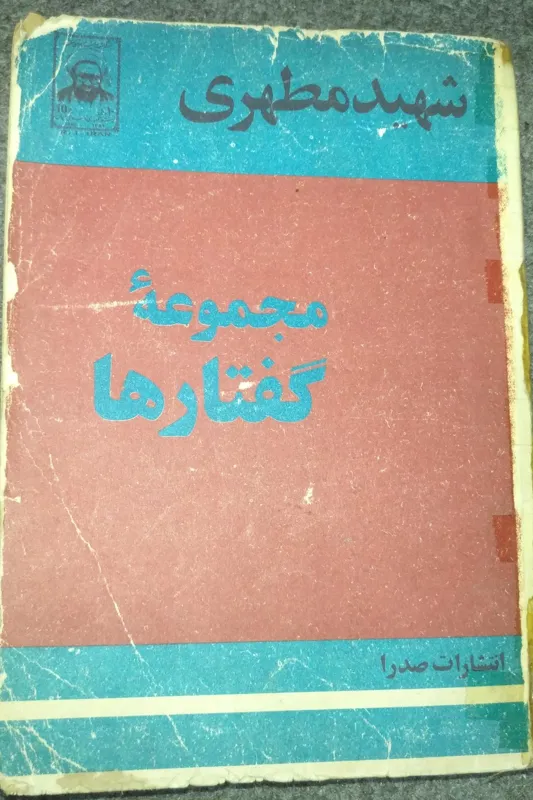 شهید مطهری
مجموعهٔ
گفتارها
انتشارات صدرا